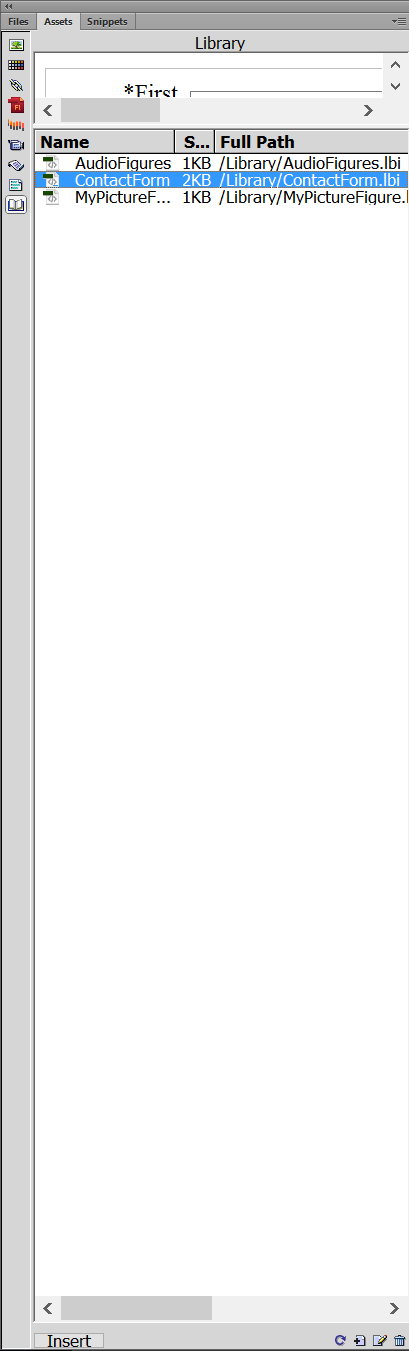 Files Assets Snippets
Library
*First
Name S... Full Path
AudioFigures 1KB /Library/AudioFigures.lbi
ContactForm 2KB /Library/ContactForm.lbi
MyPictureF... 1KB /Library/MyPictureFigure.l
Insert